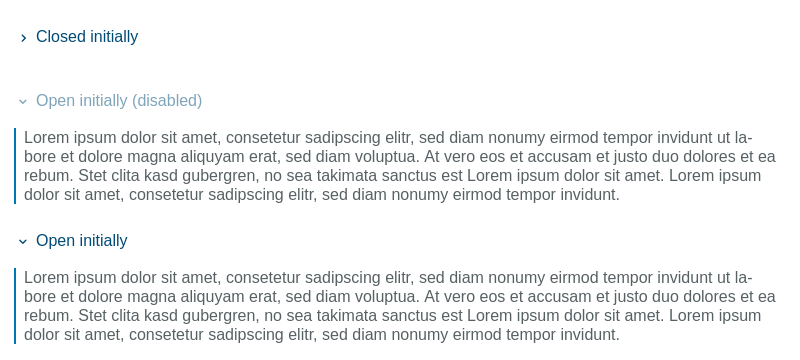 Closed initially
Open initially (disabled)
Lorem ipsum dolor sit amet, consetetur sadipscing elitr, sed diam nonumy eirmod tempor invidunt ut la-
bore et dolore magna aliquyam erat, sed diam voluptua. At vero eos et accusam et justo duo dolores et ea
rebum. Stet clita kasd gubergren, no sea takimata sanctus est Lorem ipsum dolor sit amet. Lorem ipsum
dolor sit amet, consetetur sadipscing elitr, sed diam nonumy eirmod tempor invidunt.
Open initially
Lorem ipsum dolor sit amet, consetetur sadipscing elitr, sed diam nonumy eirmod tempor invidunt ut la-
bore et dolore magna aliquyam erat, sed diam voluptua. At vero eos et accusam et justo duo dolores et ea
rebum. Stet clita kasd gubergren, no sea takimata sanctus est Lorem ipsum dolor sit amet. Lorem ipsum
dolor sit amet, consetetur sadipscing elitr, sed diam nonumy eirmod tempor invidunt.